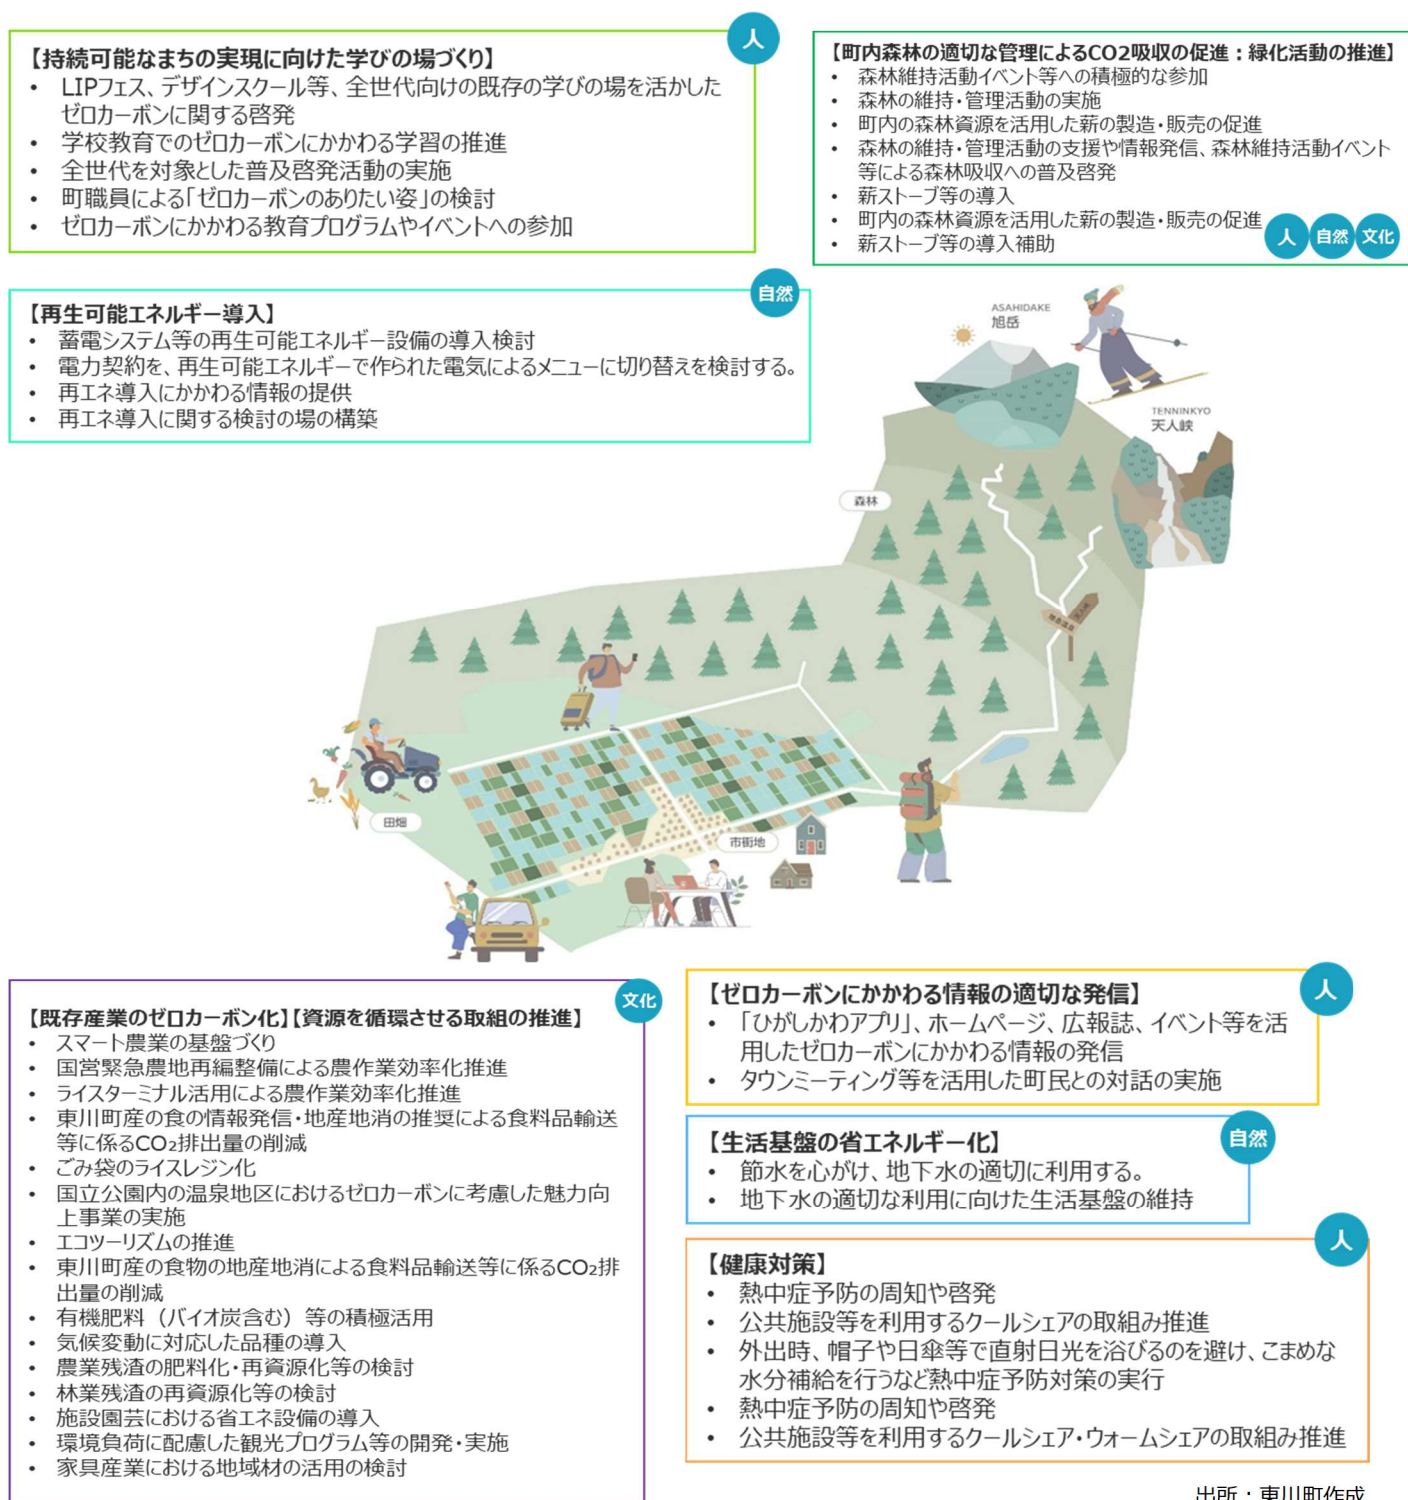 人
【持続可能なまちの実現に向けた学びの場づくり】
• LIPフェス、デザインスクール等、全世代向けの既存の学びの場を活かした
ゼロカーボンに関する啓発
• 学校教育でのゼロカーボンにかかわる学習の推進
• 全世代を対象とした普及啓発活動の実施
• 町職員による「ゼロカーボンのありたい姿」の検討
• ゼロカーボンにかかわる教育プログラムやイベントへの参加
【町内森林の適切な管理によるCO2吸収の促進：緑化活動の推進】
• 森林維持活動イベント等への積極的な参加
• 森林の維持・管理活動の実施
• 町内の森林資源を活用した薪の製造・販売の促進
• 森林の維持・管理活動の支援や情報発信、森林維持活動イベント
等による森林吸収への普及啓発
• 薪ストーブ等の導入
• 町内の森林資源を活用した薪の製造・販売の促進
• 薪ストーブ等の導入補助
人 自然 文化
自然
【再生可能エネルギー導入】
• 蓄電システム等の再生可能エネルギー設備の導入検討
• 電力契約を、再生可能エネルギーで作られた電気によるメニューに切り替えを検討する。
• 再エネ導入にかかわる情報の提供
• 再エネ導入に関する検討の場の構築
ASAHIDAKE
旭岳
TENNINKYO
天人峡
森林
旭岳温泉
天人峡
田畑
市街地
文化
【既存産業のゼロカーボン化】【資源を循環させる取組の推進】
• スマート農業の基盤づくり
• 国営緊急農地再編整備による農作業効率化推進
• ライスターミナル活用による農作業効率化推進
• 東川町産の食の情報発信・地産地消の推奨による食料品輸送
等に係るCO₂排出量の削減
• ごみ袋のライスレジン化
• 国立公園内の温泉地区におけるゼロカーボンに考慮した魅力向
上事業の実施
• エコツーリズムの推進
• 東川町産の食物の地産地消による食料品輸送等に係るCO₂排
出量の削減
• 有機肥料（バイオ炭含む）等の積極活用
• 気候変動に対応した品種の導入
• 農業残渣の肥料化・再資源化等の検討
• 林業残渣の再資源化等の検討
• 施設園芸における省エネ設備の導入
• 環境負荷に配慮した観光プログラム等の開発・実施
• 家具産業における地域材の活用の検討
人
【ゼロカーボンにかかわる情報の適切な発信】
• 「ひがしかわアプリ」、ホームページ、広報誌、イベント等を活
用したゼロカーボンにかかわる情報の発信
• タウンミーティング等を活用した町民との対話の実施
自然
【生活基盤の省エネルギー化】
• 節水を心がけ、地下水の適切に利用する。
• 地下水の適切な利用に向けた生活基盤の維持
人
【健康対策】
• 熱中症予防の周知や啓発
• 公共施設等を利用するクールシェアの取組み推進
• 外出時、帽子や日傘等で直射日光を浴びるのを避け、こまめな
水分補給を行うなど熱中症予防対策の実行
• 熱中症予防の周知や啓発
• 公共施設等を利用するクールシェア・ウォームシェアの取組み推進
出所：東川町作成